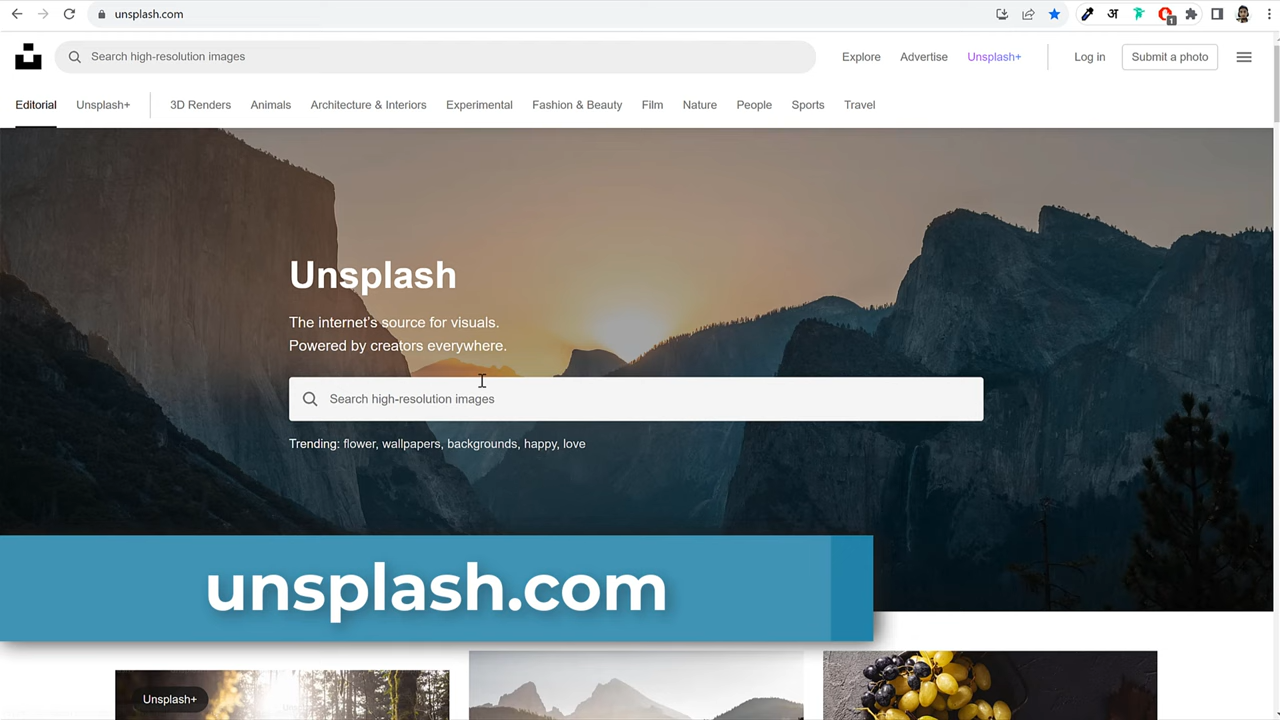 unsplash.com
1
Search high-resolution images
Explore
Advertise
Unsplash+
Log in
Submit a photo
Editorial
Unsplash+
3D Renders
Animals
Architecture & Interiors
Experimental
Fashion & Beauty
Film
Nature
People
Sports
Travel
Unsplash
The internet's source for visuals.
Powered by creators everywhere.
Search high-resolution images
Trending: flower, wallpapers, backgrounds, happy, love
unsplash.com
Unsplash+